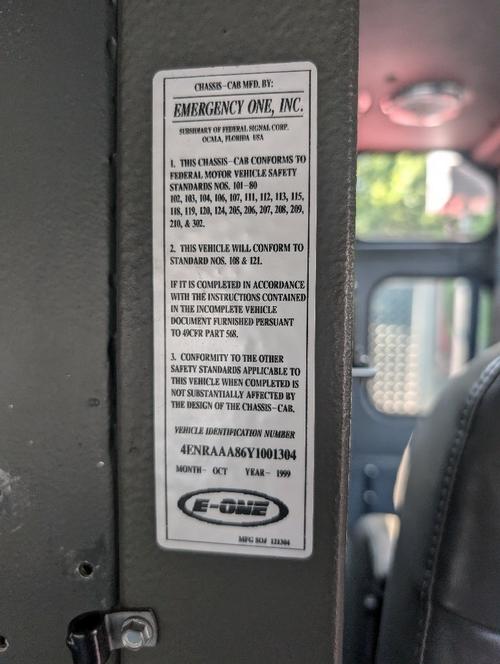 CHASSIS-CAB MFD. BY:
EMERGENCY ONE, INC.
SUBSIDIARY OF FEDERAL SIGNAL CORP.
OCALA, FLORIDA USA
1. THIS CHASSIS-CAB CONFORMS TO
FEDERAL MOTOR VEHICLE SAFETY
STANDARDS NOS. 101-80
102, 103, 104, 106, 107, 111, 112, 113, 115,
118, 119, 120, 124, 205, 206, 207, 208, 209,
210, & 302.
2. THIS VEHICLE WILL CONFORM TO
STANDARD NOS. 108 & 121.
IF IT IS COMPLETED IN ACCORDANCE
WITH THE INSTRUCTIONS CONTAINED
IN THE INCOMPLETE VEHICLE
DOCUMENT FURNISHED PERSUANT
TO 49CFR PART 568.
3. CONFORMITY TO THE OTHER
SAFETY STANDARDS APPLICABLE TO
THIS VEHICLE WHEN COMPLETED IS
NOT SUBSTANTIALLY AFFECTED BY
THE DESIGN OF THE CHASSIS-CAB.
VEHICLE IDENTIFICATION NUMBER
4ENRAAA86Y1001304
MONTH- OCT YEAR- 1999
E-ONE
MFG SO# 121304